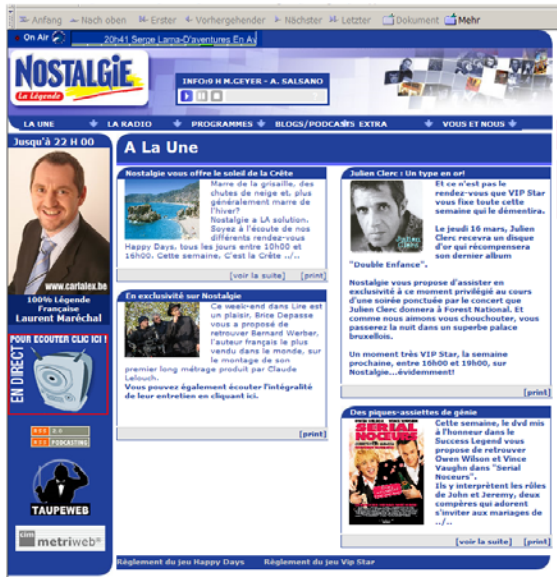 Anfang Nach oben Erster Vorhergehender Nächster Letzter Dokument Mehr
On Air 20h41 Serge Lama-D'aventures En Av
NOSTALGiE
La Légende
INFO:9 H M.GEYER - A. SALSANO
LA UNE LA RADIO PROGRAMMES BLOGS/PODCASTS EXTRA VOUS ET NOUS
Jusqu'à 22 H 00
www.carlalex.be
100% Légende
Française
Laurent Maréchal
POUR ECOUTER CLIC ICI !
EN DIRECT
RSS 2.0
RSS PODCASTING
TAUPEWEB
cim metriweb®
A La Une
Nostalgie vous offre le soleil de la Crête
Marre de la grisaille, des
chutes de neige et, plus
généralement marre de
l'hiver?
Nostalgie a LA solution.
Soyez à l'écoute de nos
différents rendez-vous
Happy Days, tous les jours entre 10h00 et
16h00. Cette semaine, C'est la Crête ../..
[voir la suite] [print]
En exclusivité sur Nostalgie
Ce week-end dans Lire est
un plaisir, Brice Depasse
vous a proposé de
retrouver Bernard Werber,
l'auteur français le plus
vendu dans le monde, sur
le montage de son
premier long métrage produit par Claude
Lelouch.
Vous pouvez également écouter l'intégralité
de leur entretien en cliquant ici.
[print]
Julien Clerc : Un type en or!
Et ce n'est pas le
rendez-vous que VIP Star
vous fixe toute cette
semaine qui le démentira.
Le jeudi 16 mars, Julien
Clerc recevra un disque
d'or qui récompensera
son dernier album
"Double Enfance".
Nostalgie vous propose d'assister en
exclusivité à ce moment privilégié au cours
d'une soirée ponctuée par le concert que
Julien Clerc donnera à Forest National. Et
comme nous aimons vous chouchouter, vous
passerez la nuit dans un superbe palace
bruxellois.
Un moment très VIP Star, la semaine
prochaine, entre 16h00 et 19h00, sur
Nostalgie...évidemment!
[print]
Des piques-assiettes de génie
SERIAL
NOCEURS
Cette semaine, le dvd mis
à l'honneur dans le
Success Legend vous
propose de retrouver
Owen Wilson et Vince
Vaughn dans "Serial
Noceurs".
Ils y interprètent les rôles
de John et Jeremy, deux
compères qui adorent
s'inviter aux mariages de
../..
[voir la suite] [print]
Règlement du jeu Happy Days Règlement du jeu Vip Star